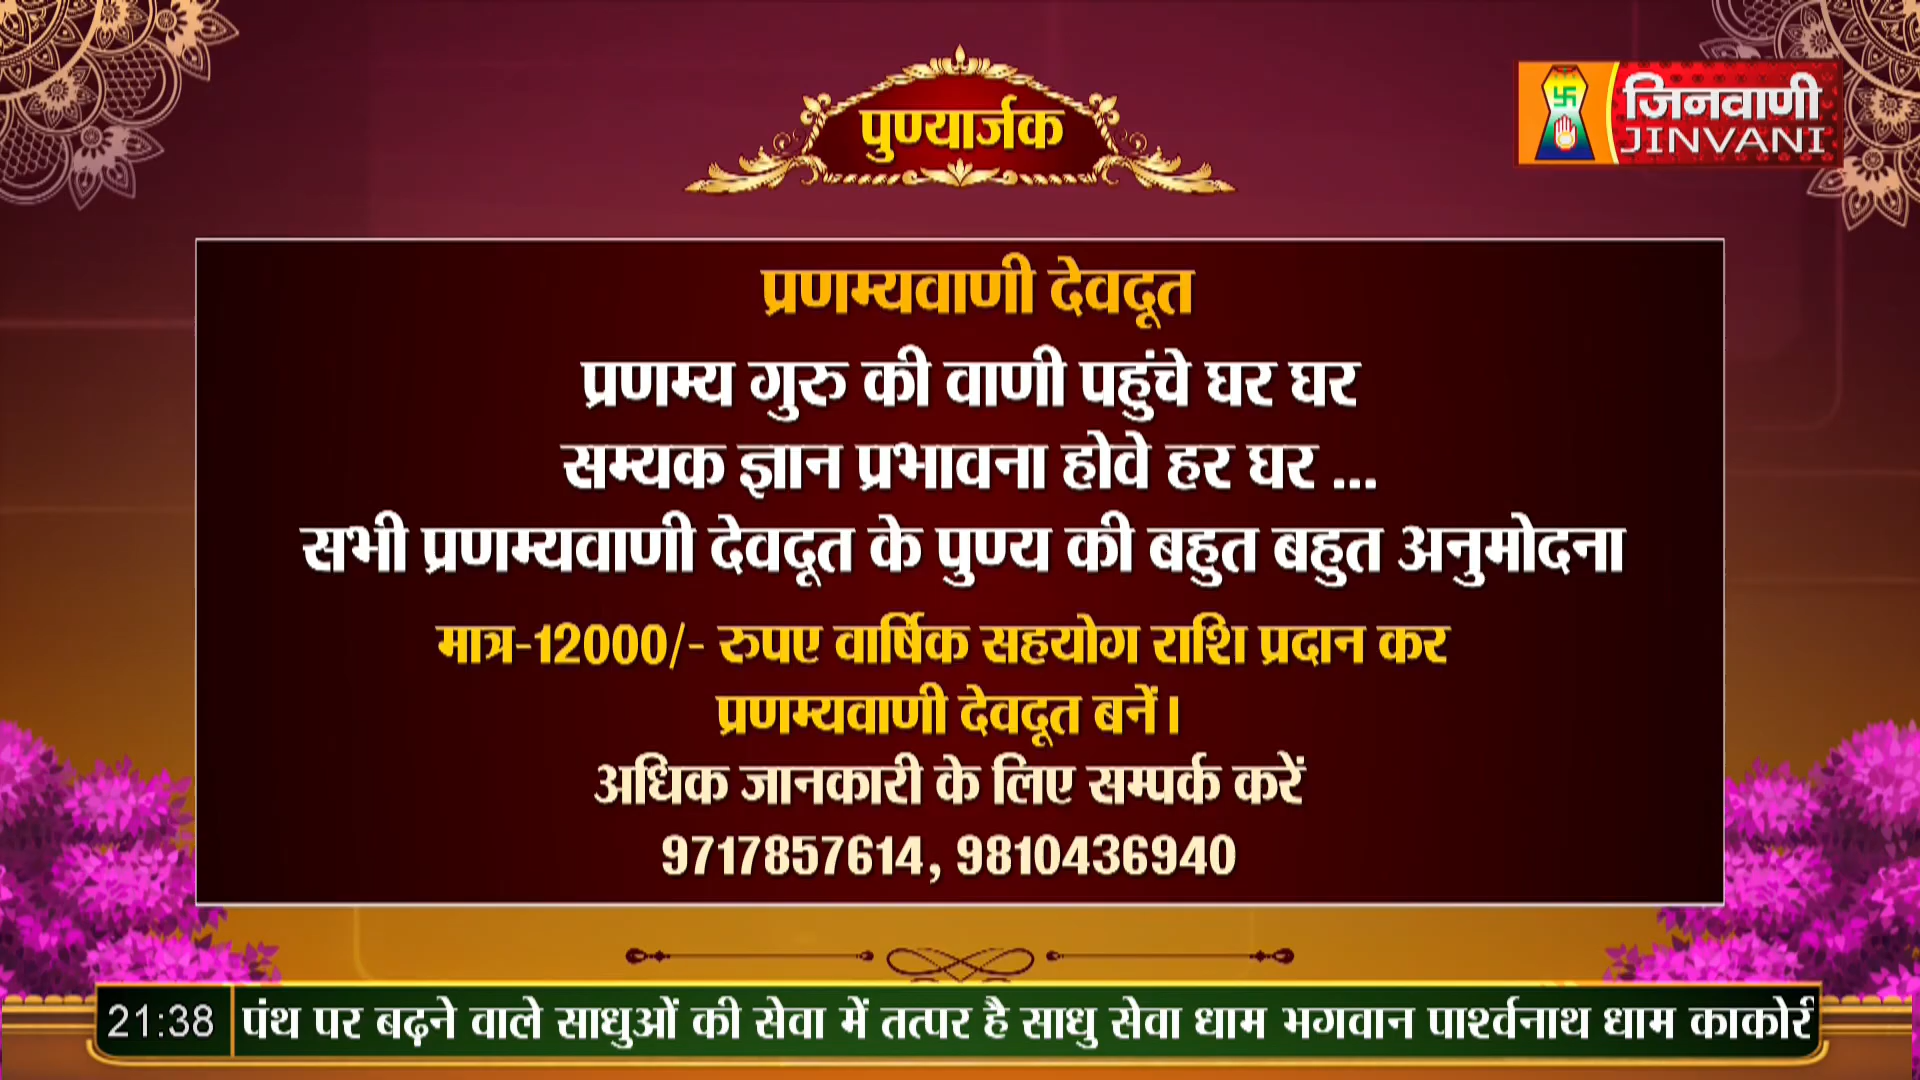 पुण्यार्जक
जिनवाणी
JINVANI
प्रणम्यवाणी देवदूत
प्रणम्य गुरु की वाणी पहुंचे घर घर
सम्यक ज्ञान प्रभावना होवे हर घर ...
सभी प्रणम्यवाणी देवदूत के पुण्य की बहुत बहुत अनुमोदना
मात्र-12000/- रुपए वार्षिक सहयोग राशि प्रदान कर
प्रणम्यवाणी देवदूत बनें।
अधिक जानकारी के लिए सम्पर्क करें
9717857614, 9810436940
21:38 पंथ पर बढ़ने वाले साधुओं की सेवा में तत्पर है साधु सेवा धाम भगवान पार्श्वनाथ धाम